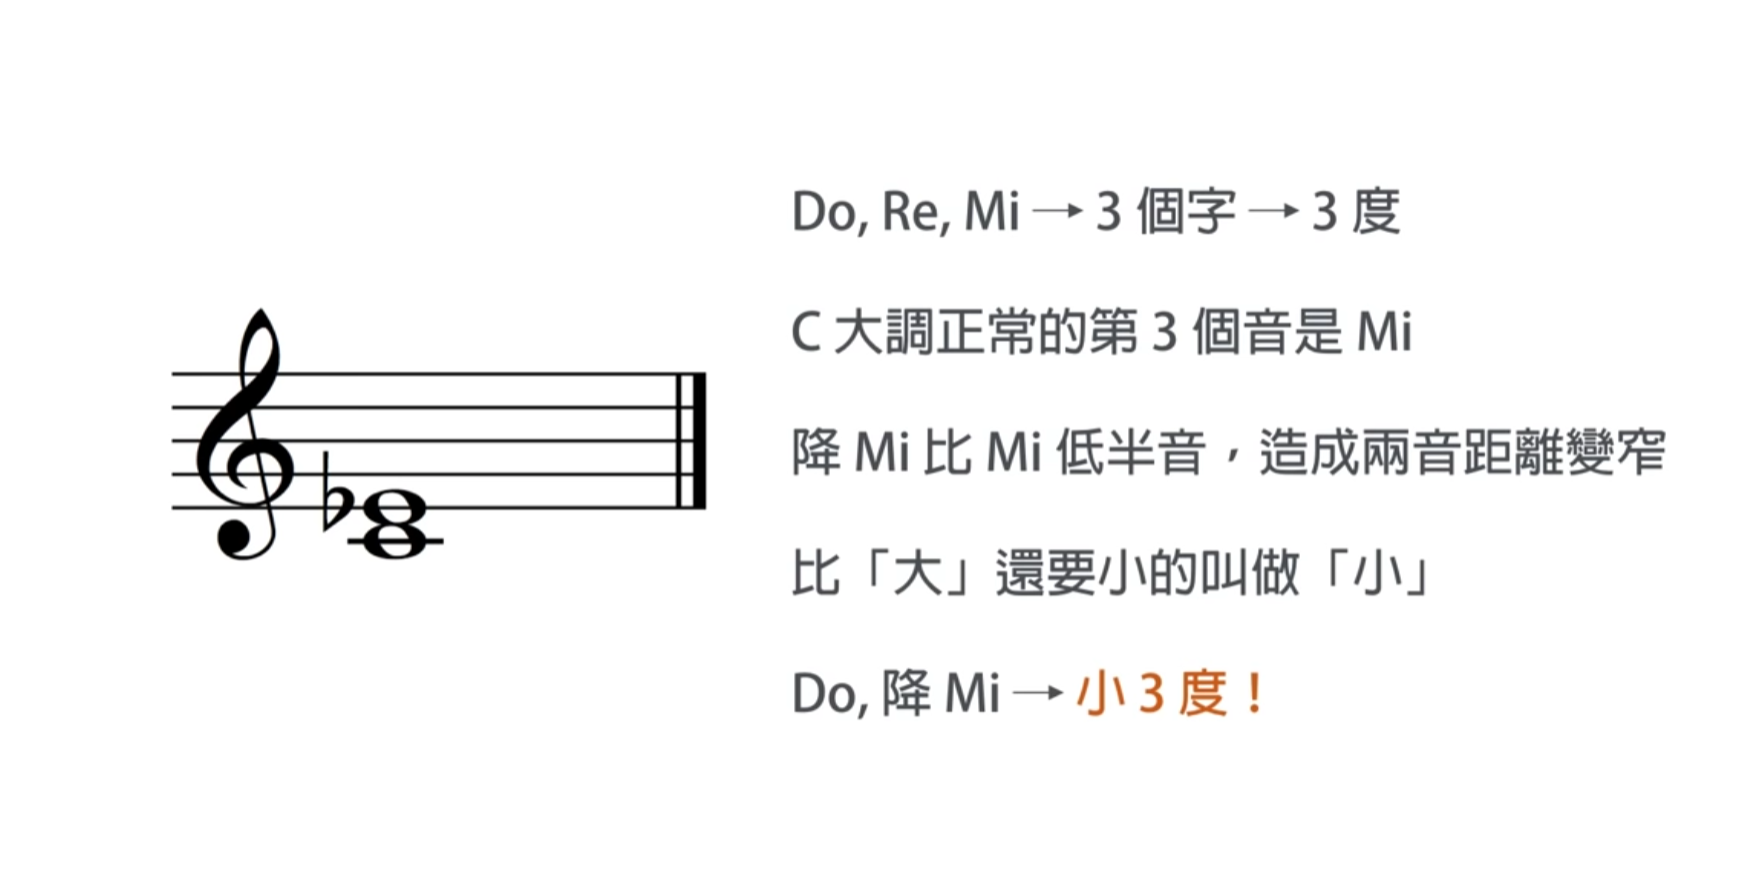 Do, Re, Mi → 3 個字 → 3 度
C 大調正常的第 3 個音是 Mi
降 Mi 比 Mi 低半音，造成兩音距離變窄
比「大」還要小的叫做「小」
Do, 降 Mi → 小 3 度！